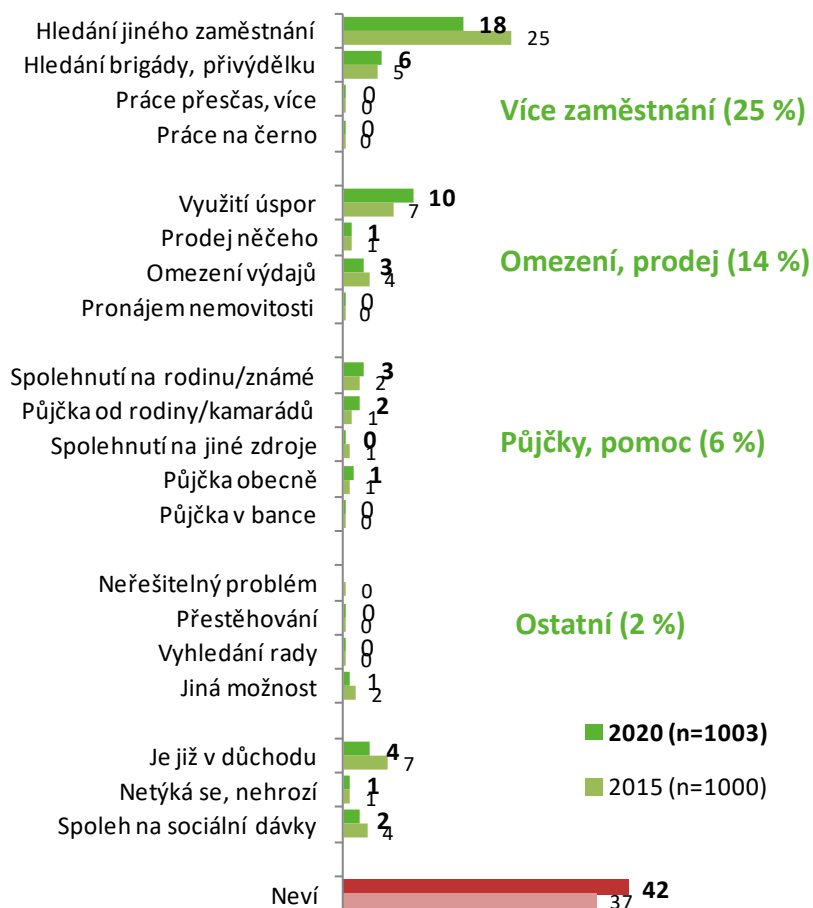 Hledání jiného zaměstnání 18 25
Hledání brigády, přivýdělku 6 5
Práce přesčas, více 0 0
Práce na černo 0 0
Více zaměstnání (25 %)
Využití úspor 10 7
Prodej něčeho 1 1
Omezení výdajů 3 4
Pronájem nemovitosti 0 0
Omezení, prodej (14 %)
Spolehnutí na rodinu/známé 3 2
Půjčka od rodiny/kamarádů 2 1
Spolehnutí na jiné zdroje 0 1
Půjčka obecně 1 1
Půjčka v bance 0 0
Půjčky, pomoc (6 %)
Neřešitelný problém 0
Přestěhování 0 0
Vyhledání rady 0 0
Jiná možnost 1 2
Ostatní (2 %)
Je již v důchodu 4 7
Netýká se, nehrozí 1 1
Spoleh na sociální dávky 2 4
2020 (n=1003)
2015 (n=1000)
Neví 42 37